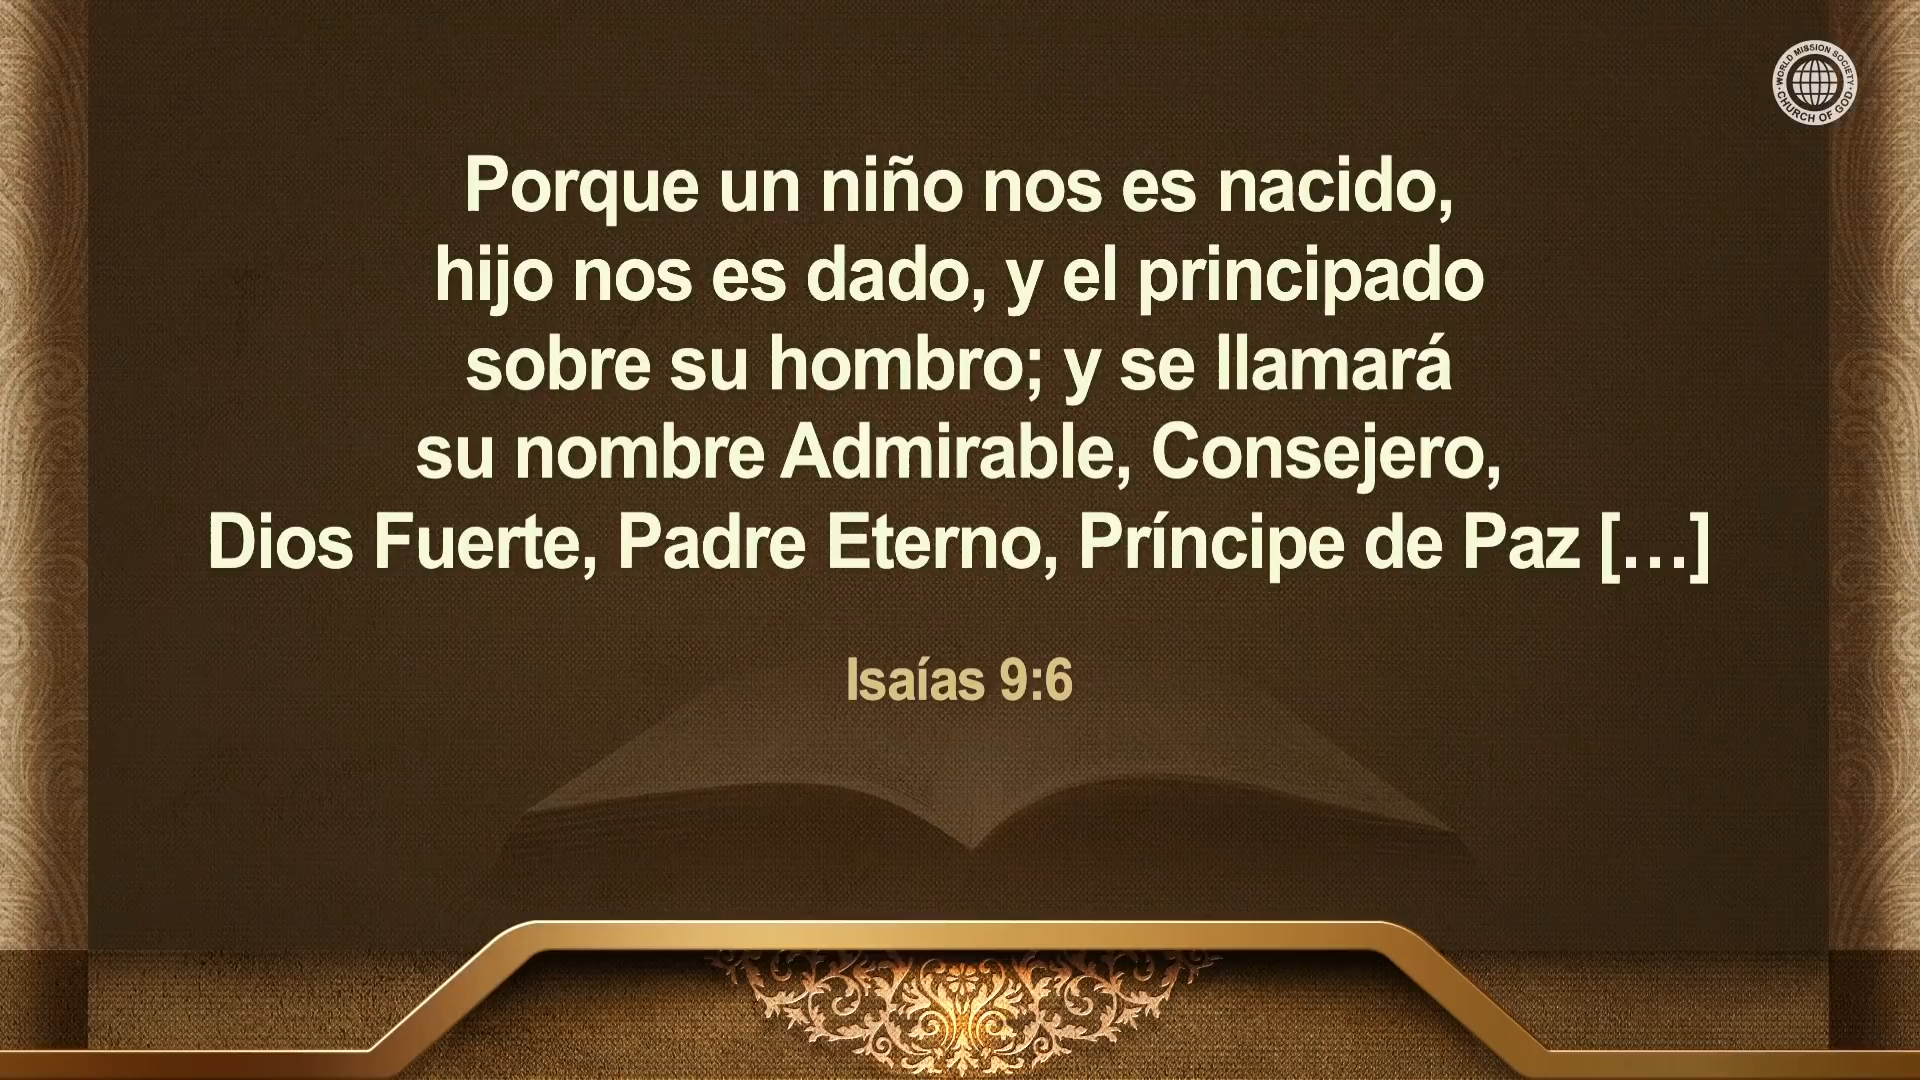 WORLD MISSION SOCIETY
CHURCH OF GOD
Porque un niño nos es nacido,
hijo nos es dado, y el principado
sobre su hombro; y se llamará
su nombre Admirable, Consejero,
Dios Fuerte, Padre Eterno, Príncipe de Paz […]
Isaías 9:6